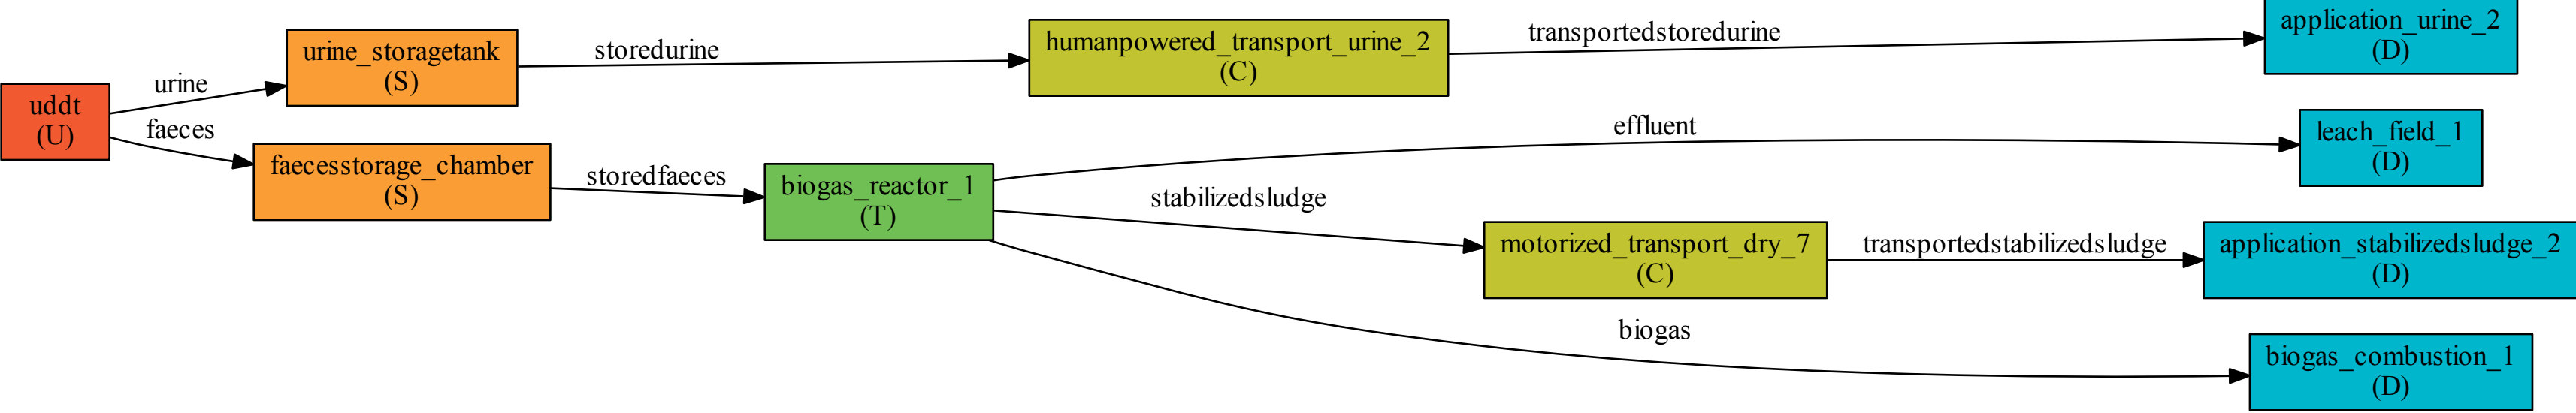 uddt
(U)
urine
faeces
urine_storagetank
(S)
faecesstorage_chamber
(S)
storedurine
storedfaeces
biogas_reactor_1
(T)
humanpowered_transport_urine_2
(C)
transportedstoredurine
effluent
stabilizedsludge
biogas
motorized_transport_dry_7
(C)
transportedstabilizedsludge
application_urine_2
(D)
leach_field_1
(D)
application_stabilizedsludge_2
(D)
biogas_combustion_1
(D)